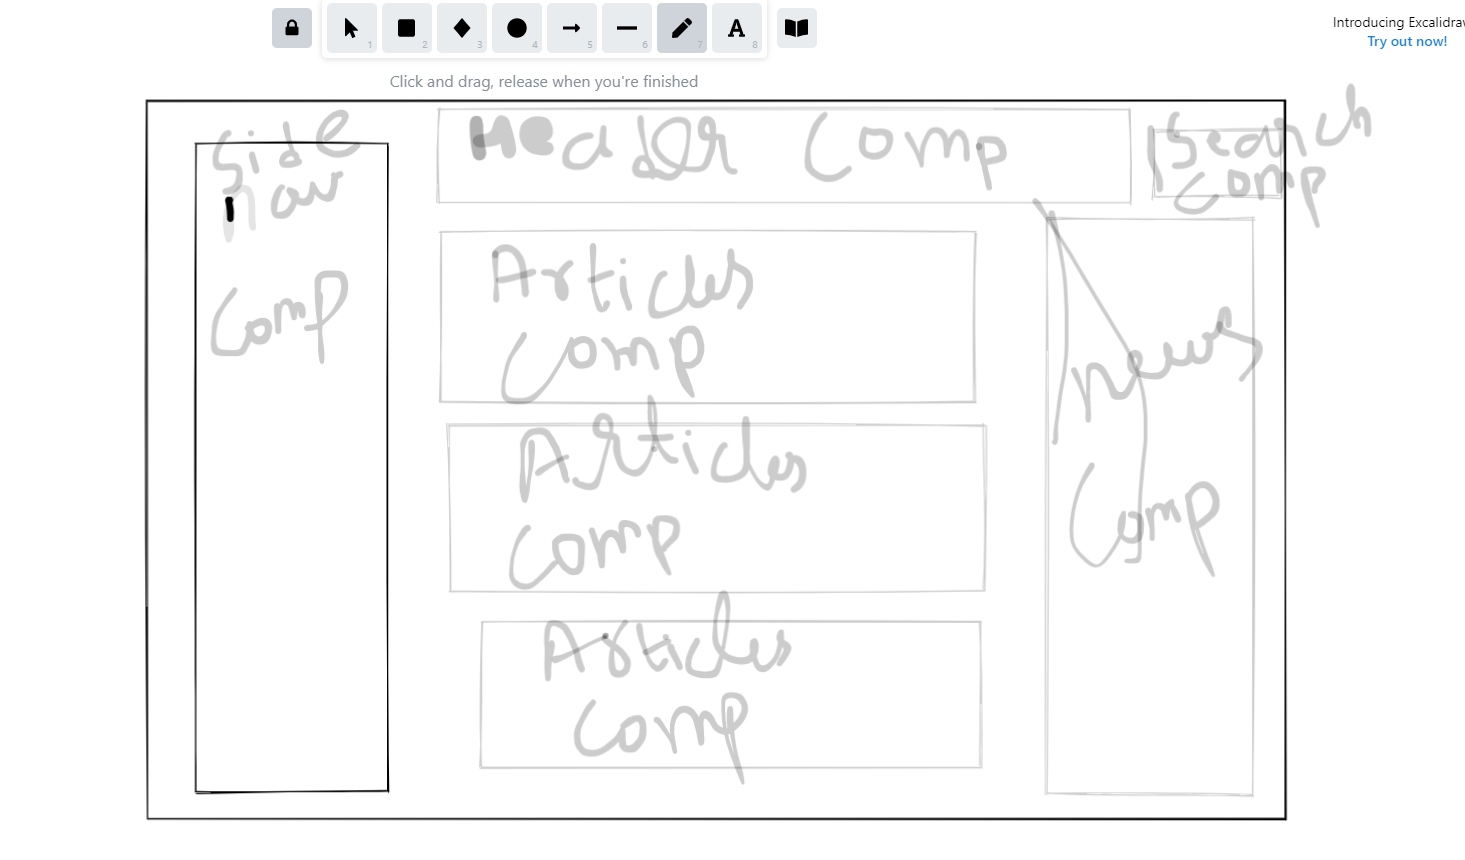 1
2
3
4
5
6
7
A 8
Introducing Excalidraw
Try out now!
Click and drag, release when you're finished
Side
nav
Comp
Header Comp
Search
Comp
Articles
Comp
Articles
Comp
Articles
Comp
news
Comp